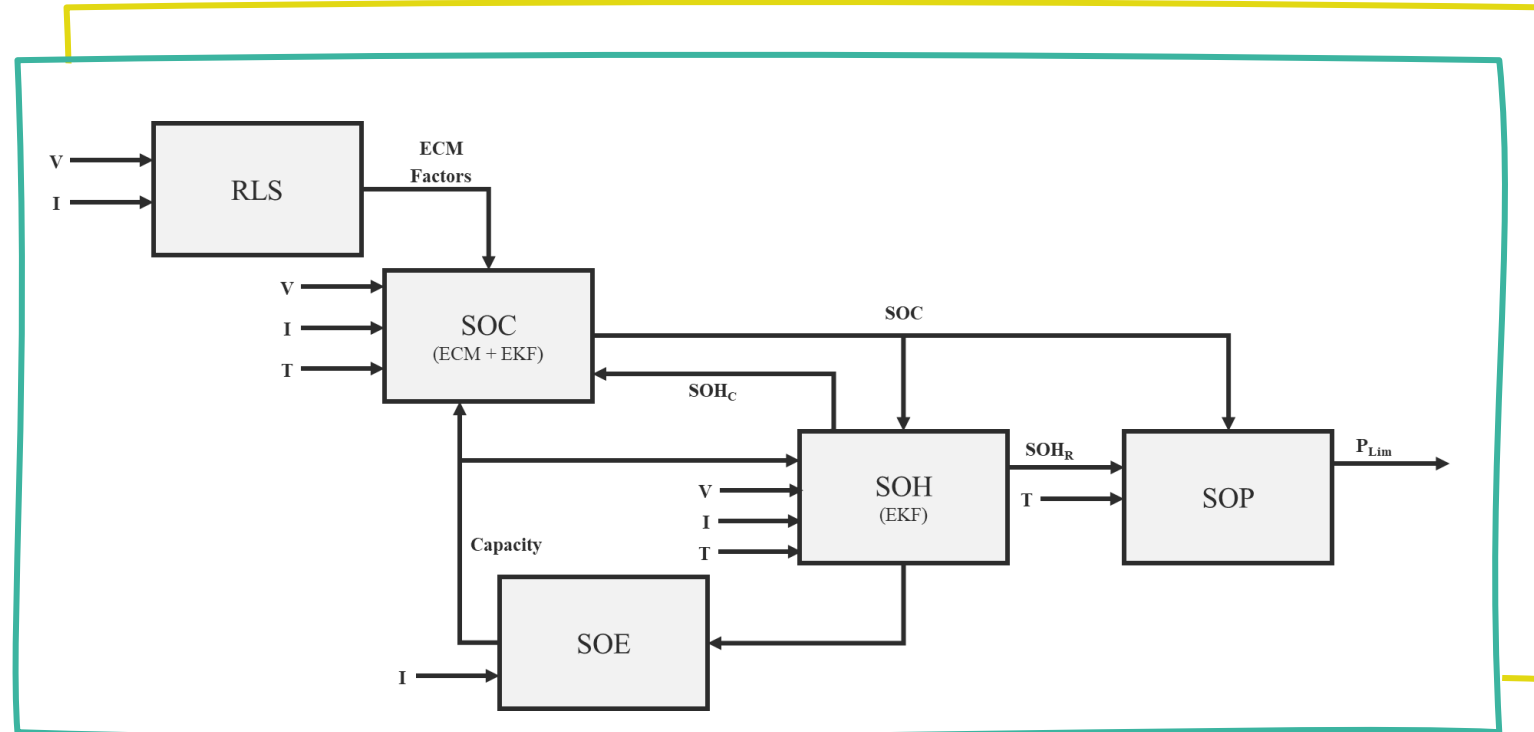 V
I
RLS
ECM
Factors
V
I
T
SOC
(ECM + EKF)
SOC
SOH_C
SOH
(EKF)
V
I
T
SOH_R
T
SOP
P_Lim
Capacity
SOE
I